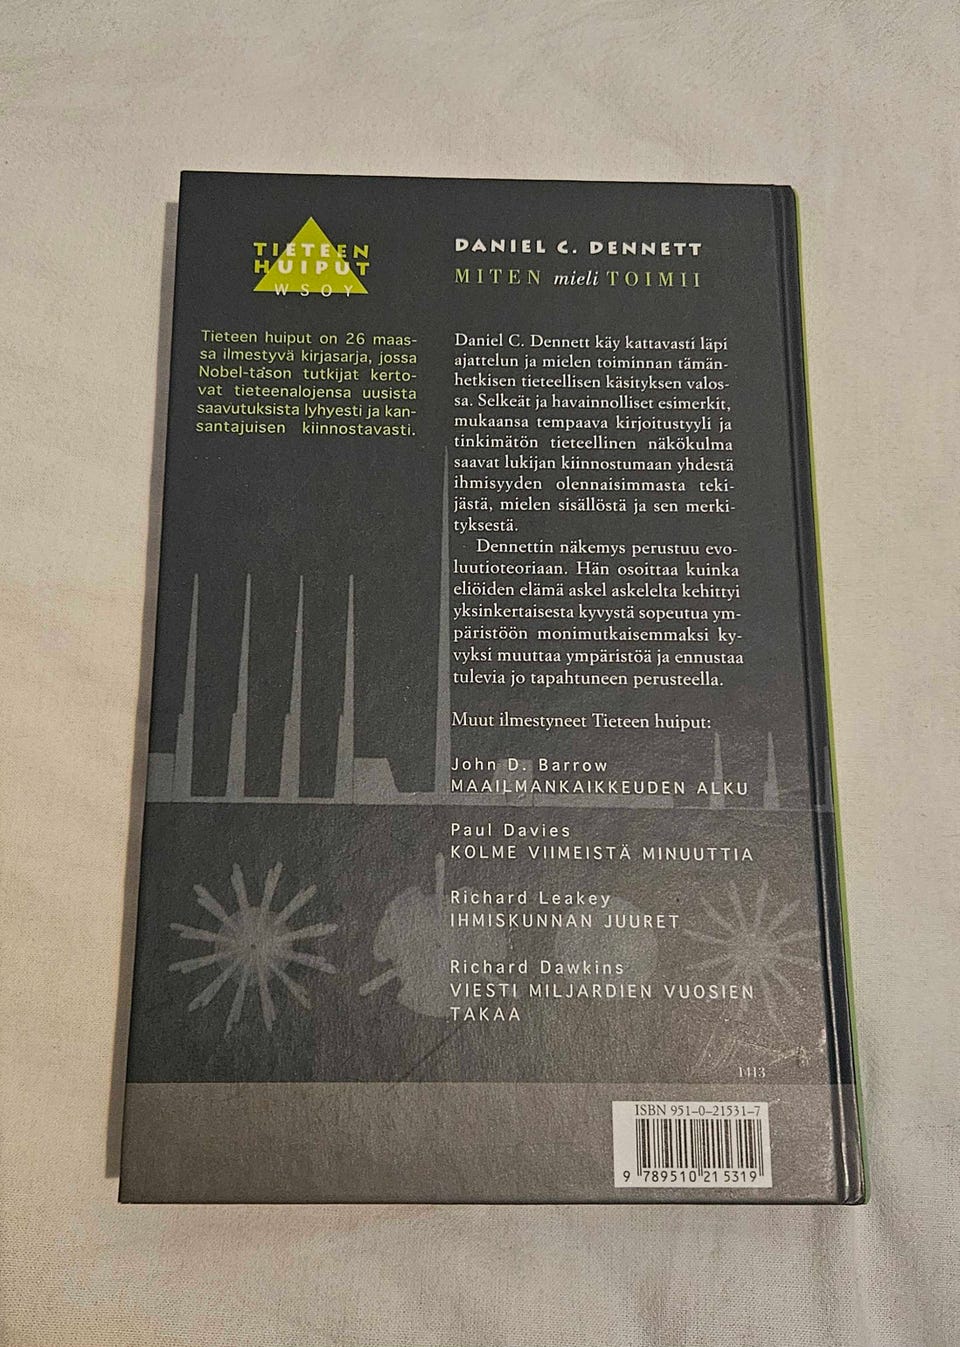 TIETEEN
HUIPUT
WSOY
Tieteen huiput on 26 maas-
sa ilmestyvä kirjasarja, jossa
Nobel-tason tutkijat kerto-
vat tieteenalojensa uusista
saavutuksista lyhyesti ja kan-
santajuisen kiinnostavasti.
DANIEL C. DENNETT
MITEN mieli TOIMII
Daniel C. Dennett käy kattavasti läpi
ajattelun ja mielen toiminnan tämän-
hetkisen tieteellisen käsityksen valos-
sa. Selkeät ja havainnolliset esimerkit,
mukaansa tempaava kirjoitustyyli ja
tinkimätön tieteellinen näkökulma
saavat lukijan kiinnostumaan yhdestä
ihmisyyden olennaisimmasta teki-
jästä, mielen sisällöstä ja sen merki-
tyksestä.
Dennettin näkemys perustuu evo-
luutioteoriaan. Hän osoittaa kuinka
eliöiden elämä askel askelelta kehittyi
yksinkertaisesta kyvystä sopeutua ym-
päristöön monimutkaisemmaksi ky-
vyksi muuttaa ympäristöä ja ennustaa
tulevia jo tapahtuneen perusteella.
Muut ilmestyneet Tieteen huiput:
John D. Barrow
MAAILMANKAIKKEUDEN ALKU
Paul Davies
KOLME VIIMEISTÄ MINUUTTIA
Richard Leakey
IHMISKUNNAN JUURET
Richard Dawkins
VIESTI MILJARDIEN VUOSIEN
TAKAA
1413
ISBN 951-0-21531-7
9 789510 215319